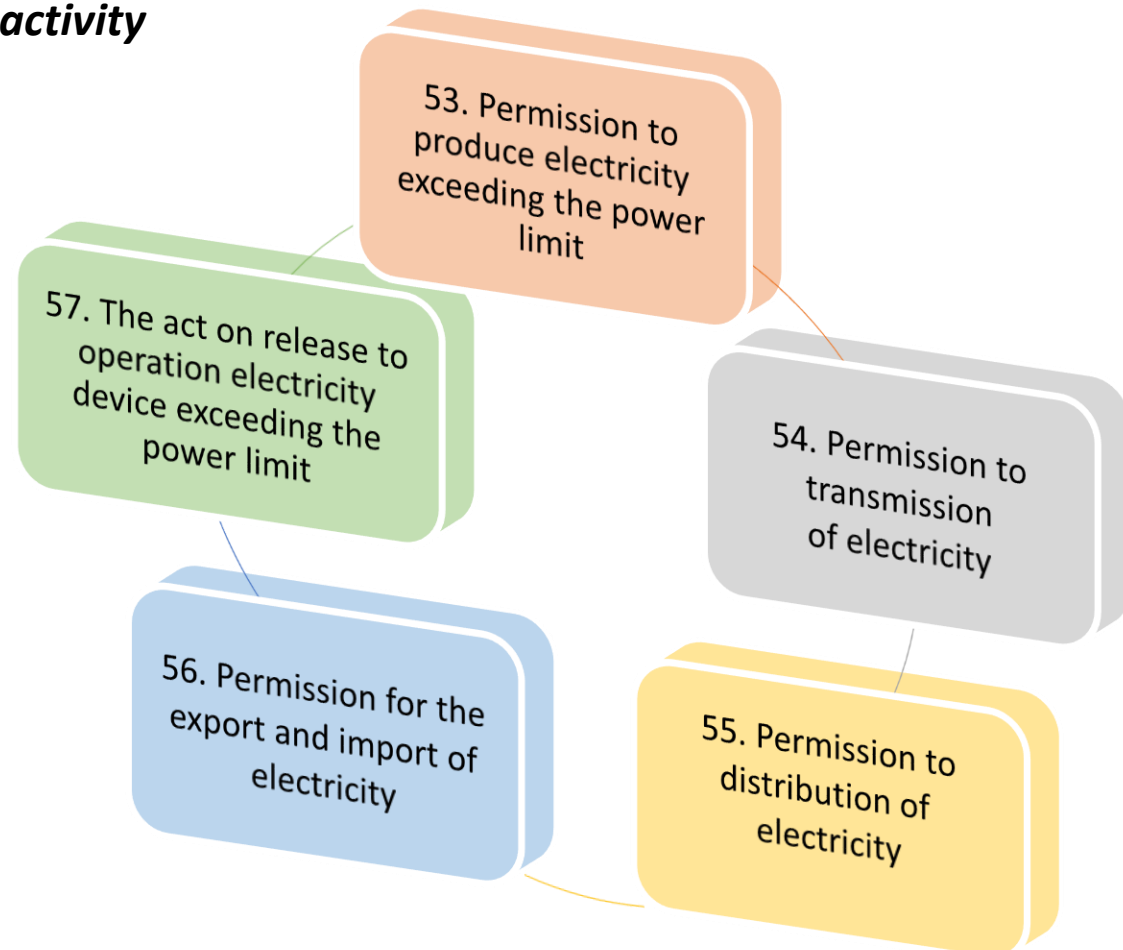 activity
53. Permission to
produce electricity
exceeding the power
limit
54. Permission to
transmission
of electricity
55. Permission to
distribution of
electricity
56. Permission for the
export and import of
electricity
57. The act on release to
operation electricity
device exceeding the
power limit